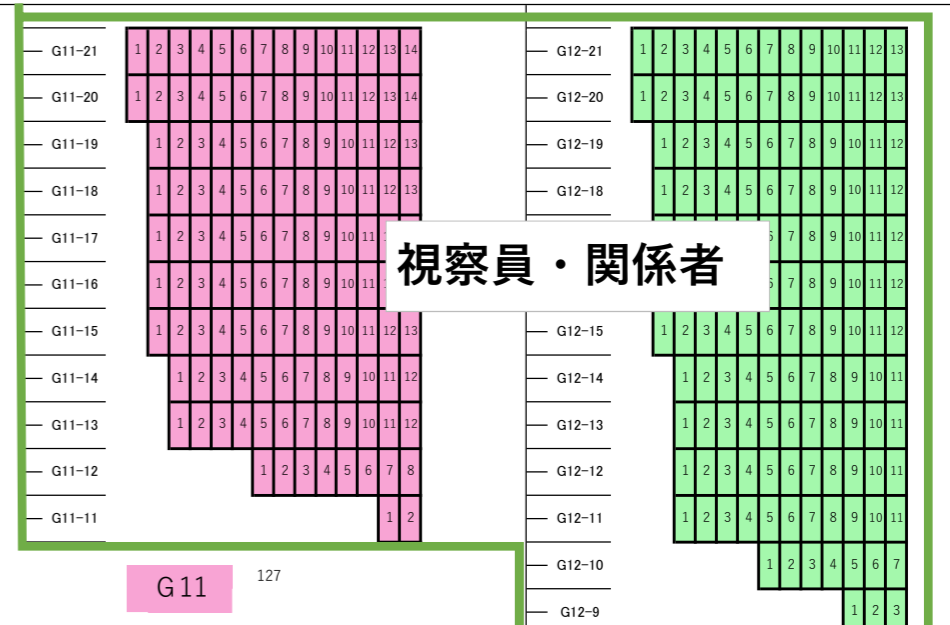 G11-21 1 2 3 4 5 6 7 8 9 10 11 12 13 14 G12-21 1 2 3 4 5 6 7 8 9 10 11 12 13
G11-20 1 2 3 4 5 6 7 8 9 10 11 12 13 14 G12-20 1 2 3 4 5 6 7 8 9 10 11 12 13
G11-19 1 2 3 4 5 6 7 8 9 10 11 12 13 G12-19 1 2 3 4 5 6 7 8 9 10 11 12
G11-18 1 2 3 4 5 6 7 8 9 10 11 12 13 G12-18 1 2 3 4 5 6 7 8 9 10 11 12
G11-17 1 2 3 4 5 6 7 8 9 10 11 7 8 9 10 11 12
視察員・関係者
G11-16 1 2 3 4 5 6 7 8 9 10 11 7 8 9 10 11 12
G11-15 1 2 3 4 5 6 7 8 9 10 11 12 13 G12-15 1 2 3 4 5 6 7 8 9 10 11 12
G11-14 1 2 3 4 5 6 7 8 9 10 11 12 G12-14 1 2 3 4 5 6 7 8 9 10 11
G11-13 1 2 3 4 5 6 7 8 9 10 11 12 G12-13 1 2 3 4 5 6 7 8 9 10 11
G11-12 1 2 3 4 5 6 7 8 G12-12 1 2 3 4 5 6 7 8 9 10 11
G11-11 1 2 G12-11 1 2 3 4 5 6 7 8 9 10 11
G12-10 1 2 3 4 5 6 7
G11 127
G12-9 1 2 3